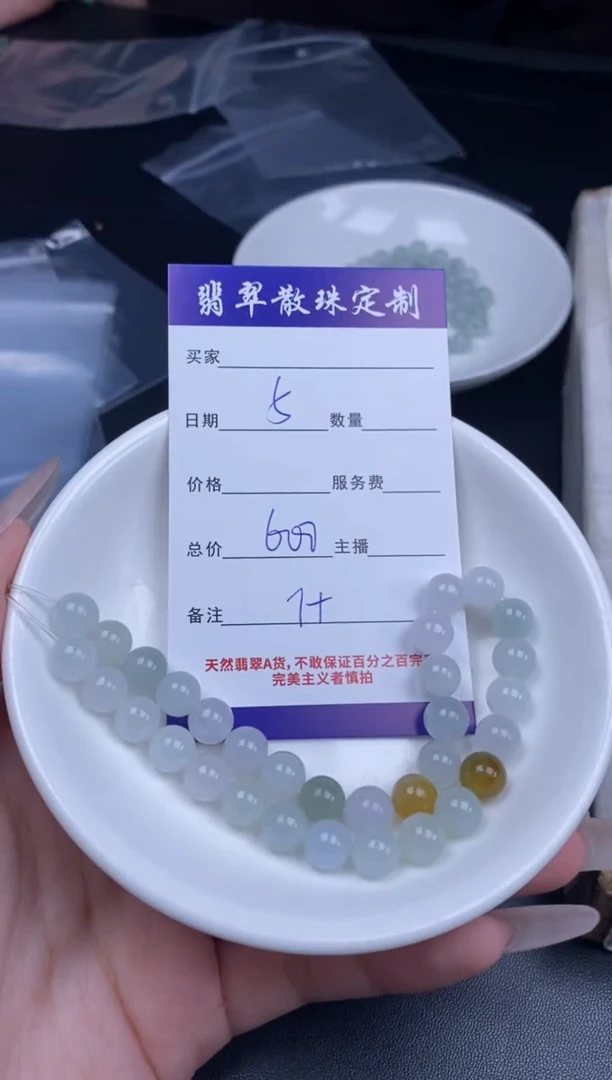 翡翠散珠定制
买家
日期 5 数量
价格 服务费
总价 600 主播
备注 7+
天然翡翠A货,不敢保证百分之百完
完美主义者慎拍